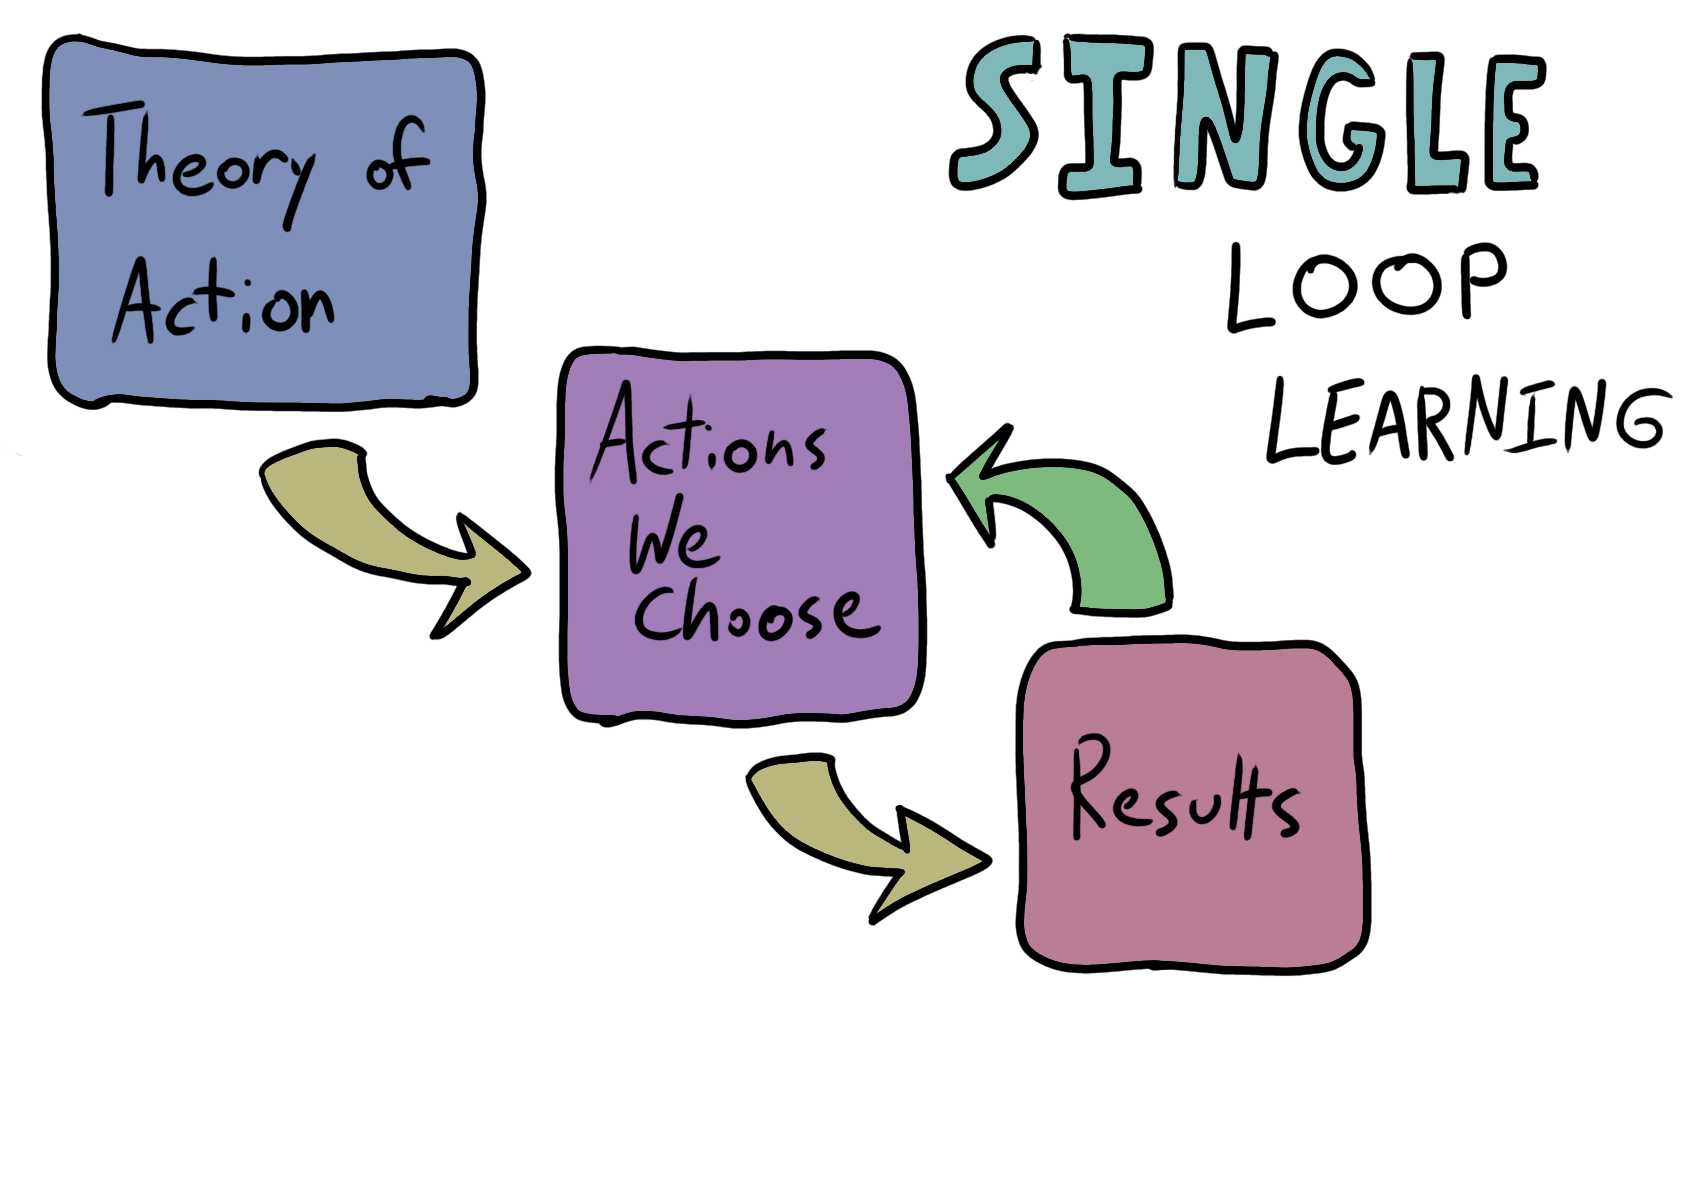 Theory of
Action
SINGLE
LOOP
LEARNING
Actions
We
Choose
Results